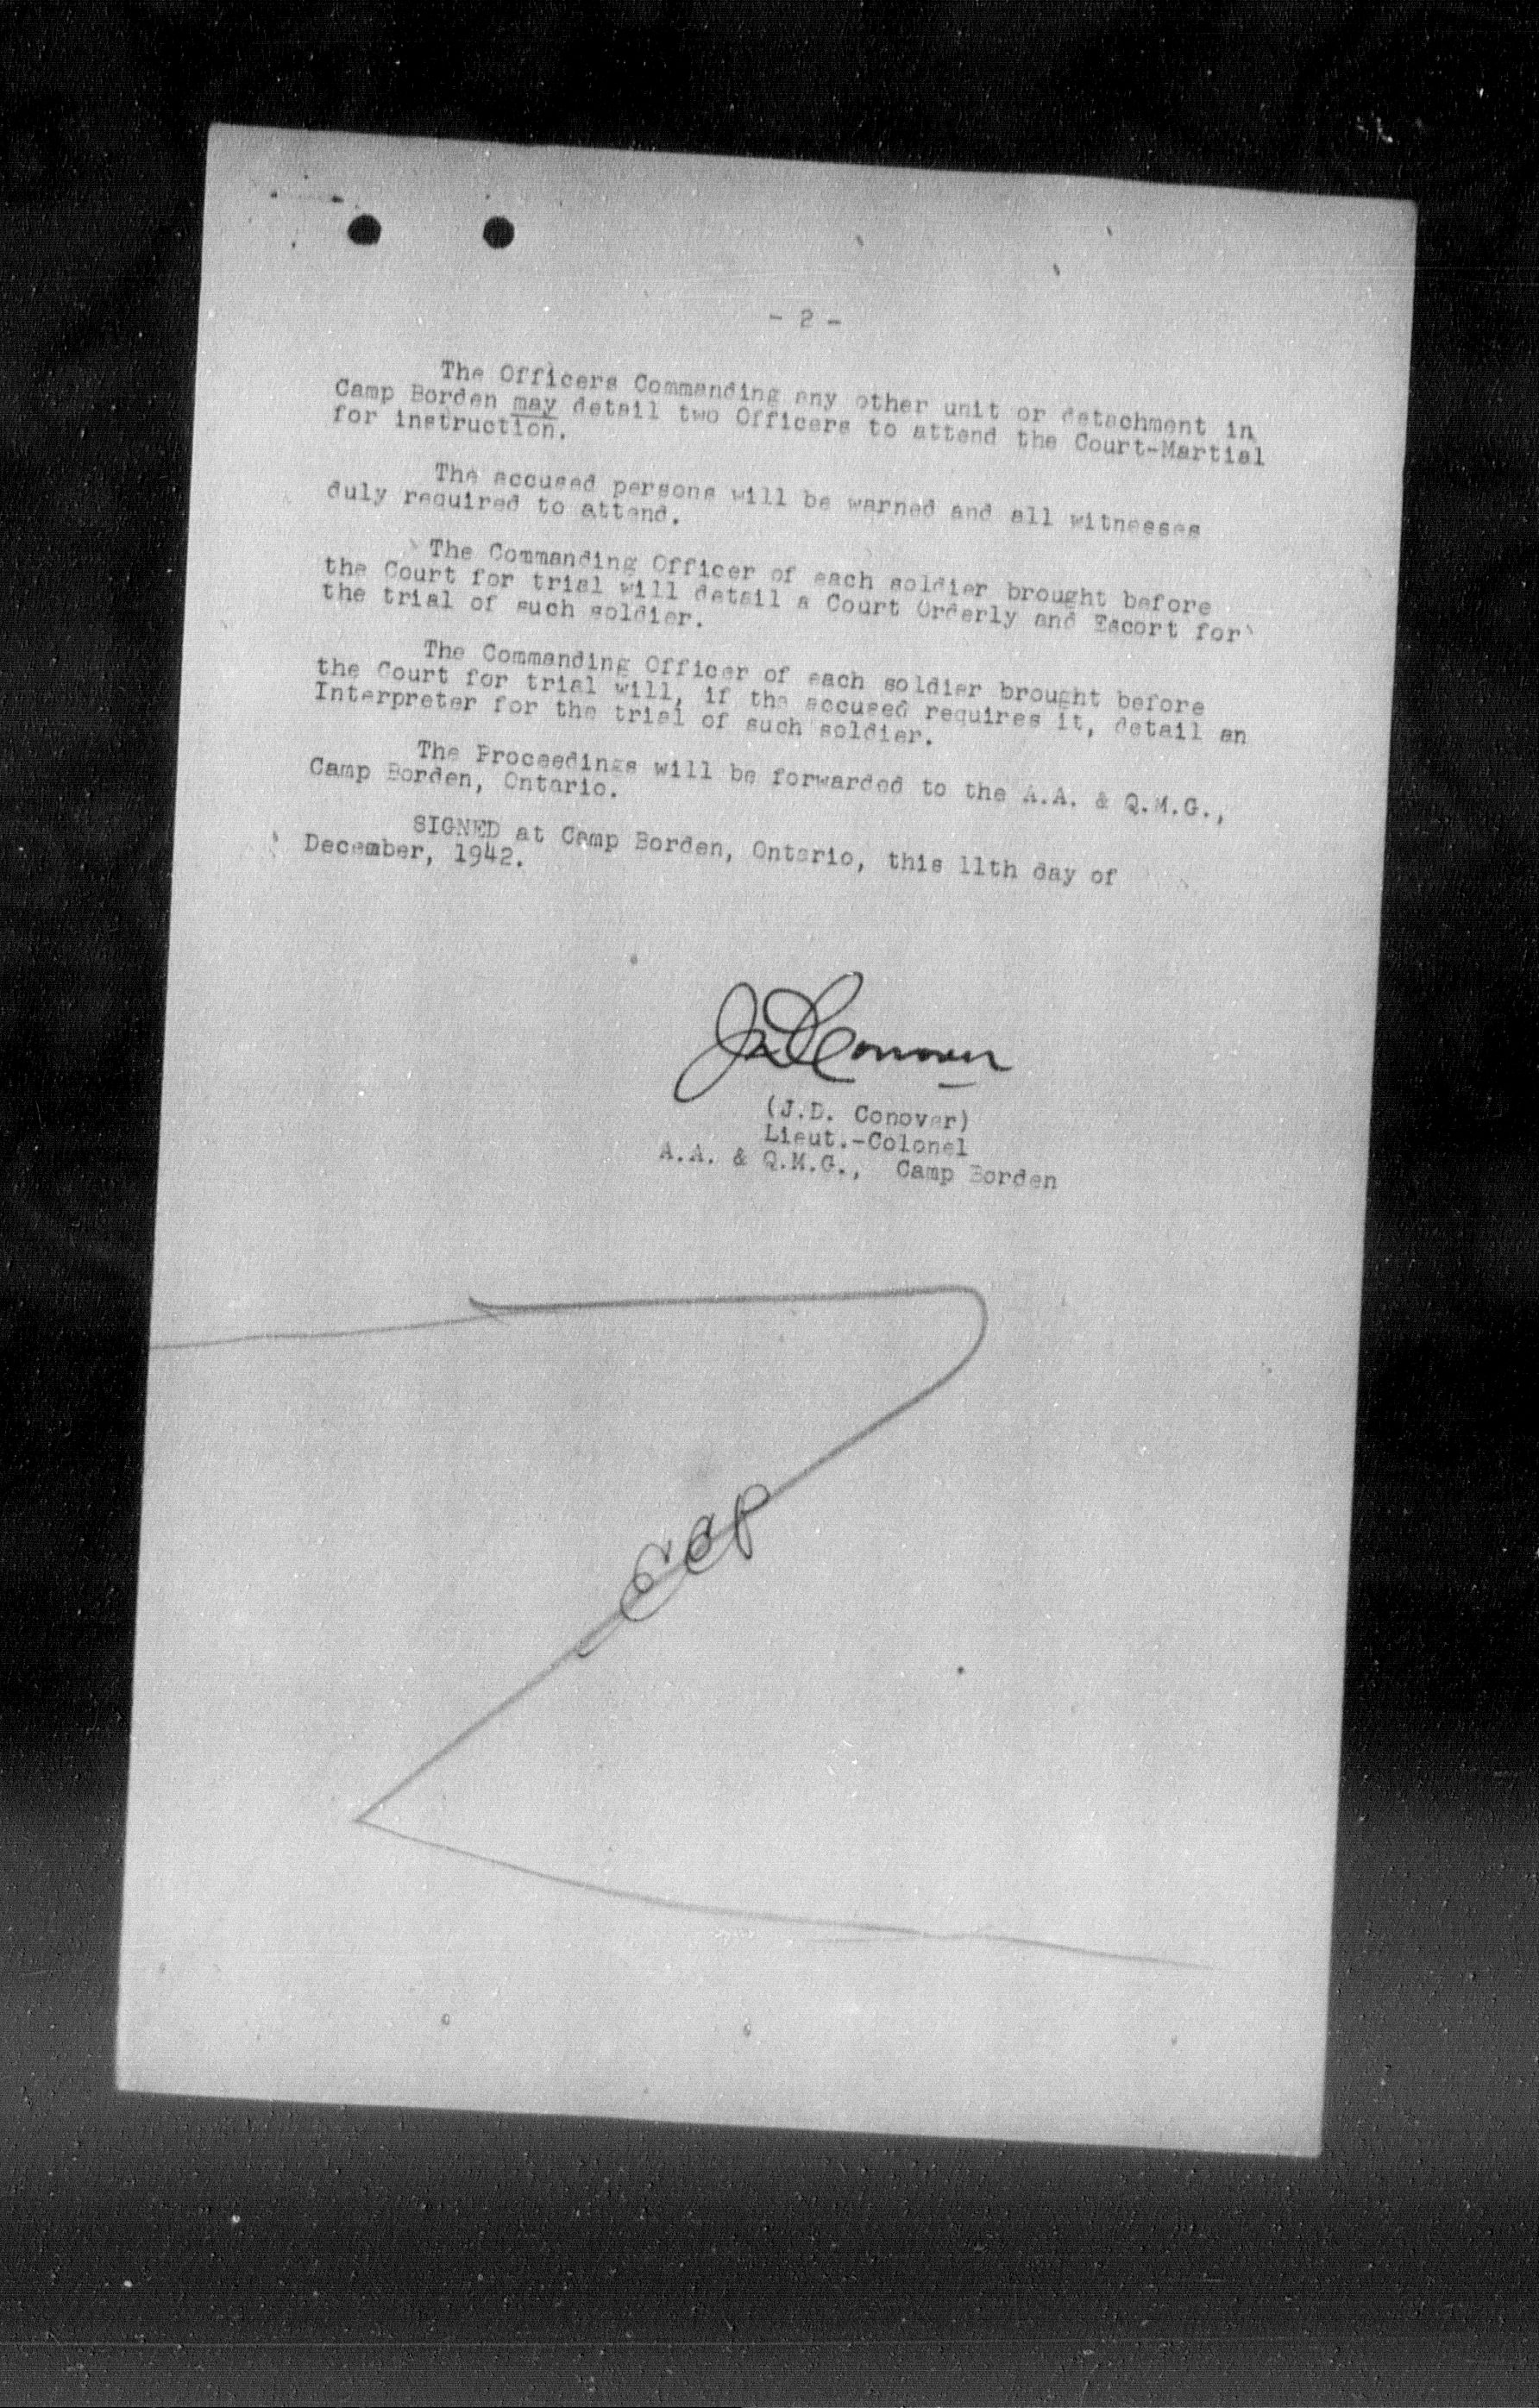 - 2 -
The Officers Commanding any other unit or detachment in
Camp Borden may detail two Officers to attend the Court-Martial
for instruction.
The accused persons will be warned and all witnesses
duly required to attend.
The Commanding Officer of each soldier brought before
the Court for trial will detail a Court Orderly and Escort for
the trial of such soldier.
The Commanding Officer of each soldier brought before
the Court for trial will, if the accused requires it, detail an
Interpreter for the trial of such soldier.
The Proceedings will be forwarded to the A.A. & Q.M.G.,
Camp Borden, Ontario.
SIGNED at Camp Borden, Ontario, this 11th day of
December, 1942.
JDConover
(J.D. Conover)
Lieut.-Colonel
A.A. & Q.M.G., Camp Borden